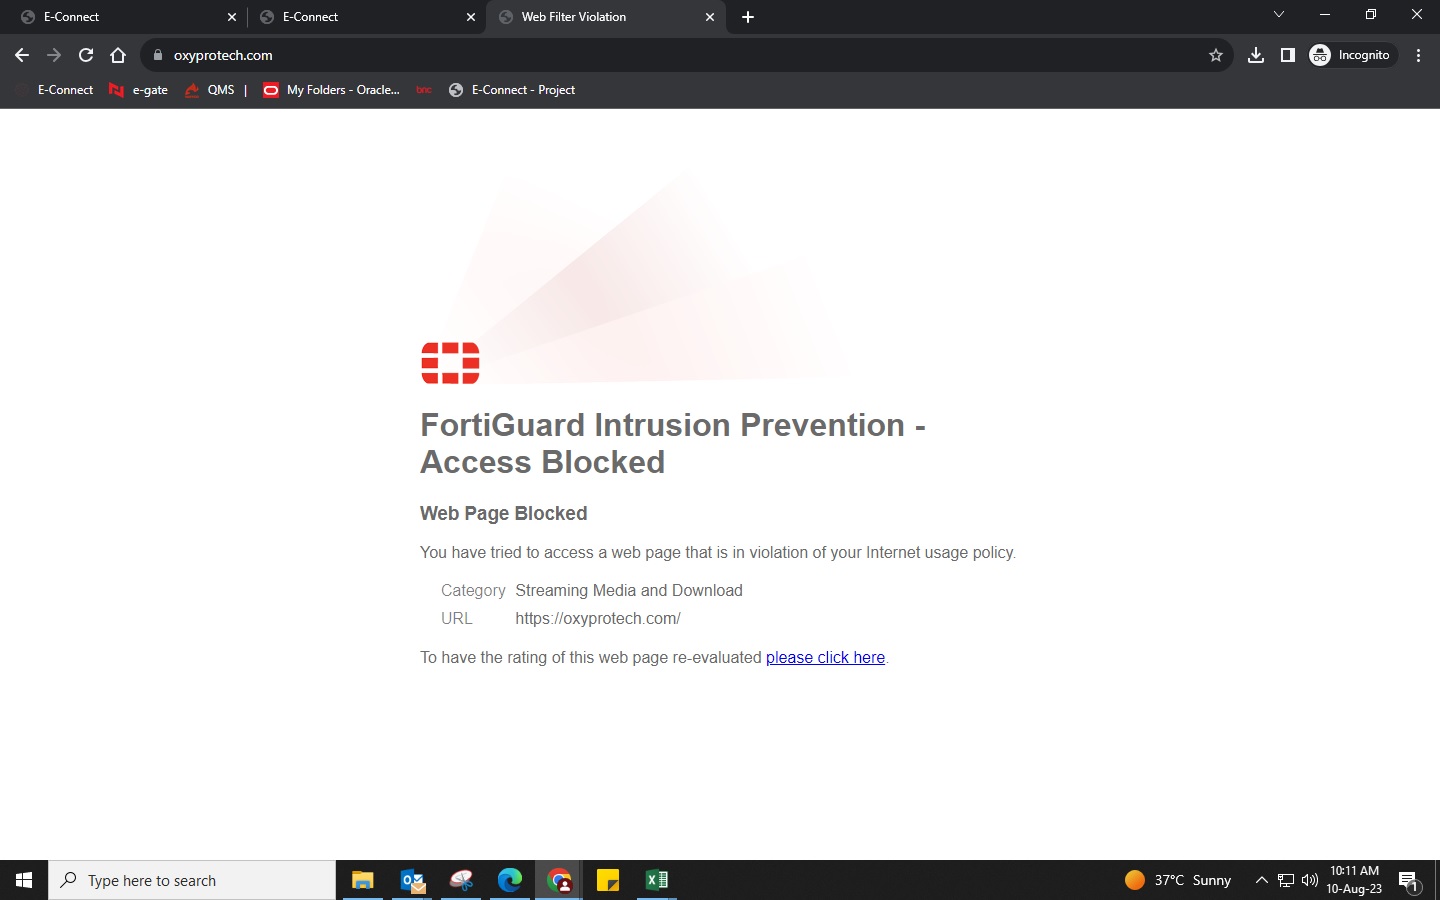 E-Connect
E-Connect
Web Filter Violation
oxyprotech.com
Incognito
E-Connect
e-gate
QMS |
My Folders - Oracle...
bnc
E-Connect - Project
FortiGuard Intrusion Prevention -
Access Blocked
Web Page Blocked
You have tried to access a web page that is in violation of your Internet usage policy.
Category Streaming Media and Download
URL https://oxyprotech.com/
To have the rating of this web page re-evaluated please click here.
Type here to search
37°C Sunny
10:11 AM
10-Aug-23
1